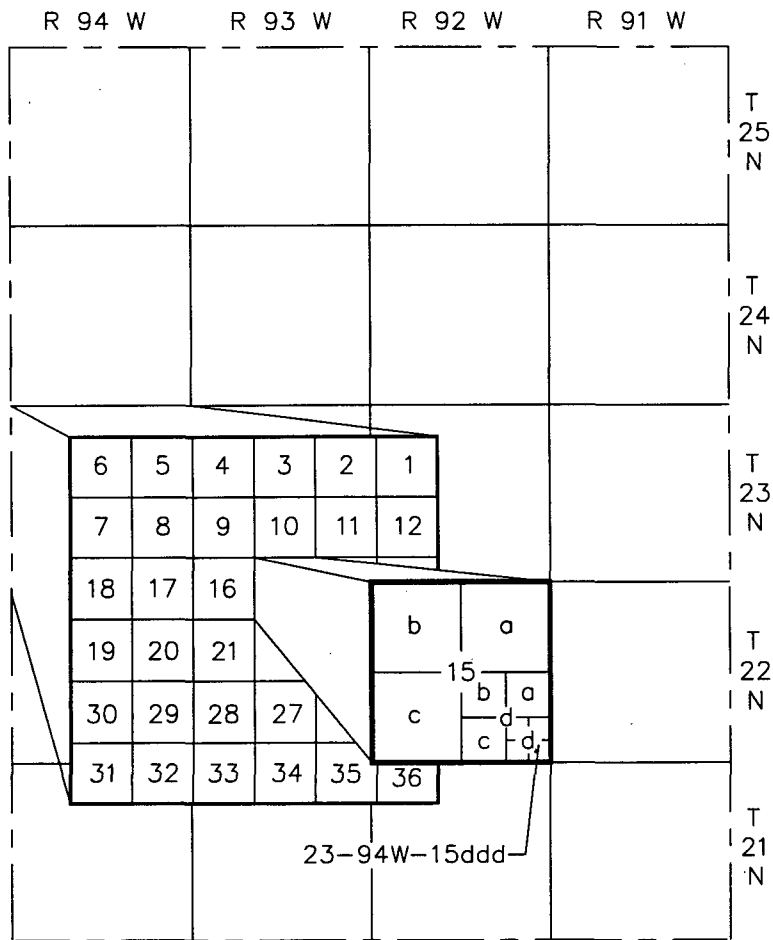 R 94 W R 93 W R 92 W R 91 W
T
25
N
T
24
N
T
23
N
6 5 4 3 2 1
7 8 9 10 11 12
18 17 16
b a
19 20 21
15
T
22
N
b a
30 29 28 27
c
d
c d
31 32 33 34 35 36
T
21
N
23-94W-15ddd